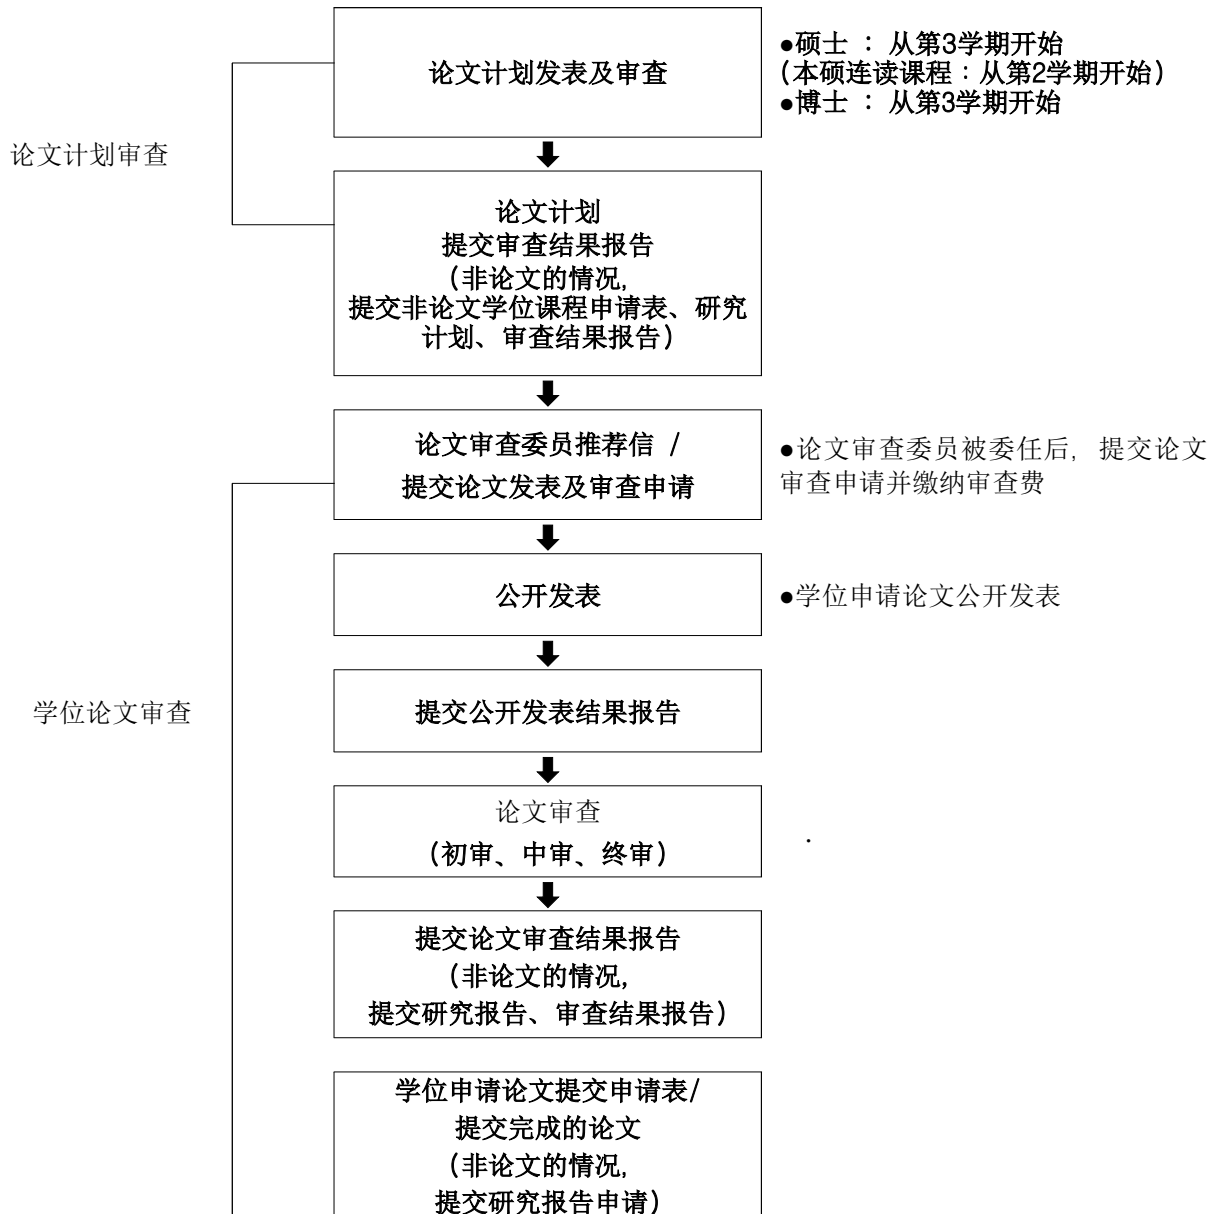 论文计划发表及审查
●硕士 ： 从第3学期开始
（本硕连读课程：从第2学期开始）
●博士 ： 从第3学期开始
论文计划审查
论文计划
提交审查结果报告
（非论文的情况,
提交非论文学位课程申请表、研究
计划、审查结果报告）
论文审查委员推荐信 /
提交论文发表及审查申请
●论文审查委员被委任后, 提交论文
审查申请并缴纳审查费
公开发表
●学位申请论文公开发表
提交公开发表结果报告
学位论文审查
论文审查
（初审、中审、终审）
.
提交论文审查结果报告
（非论文的情况,
提交研究报告、审查结果报告）
学位申请论文提交申请表/
提交完成的论文
（非论文的情况,
提交研究报告申请）